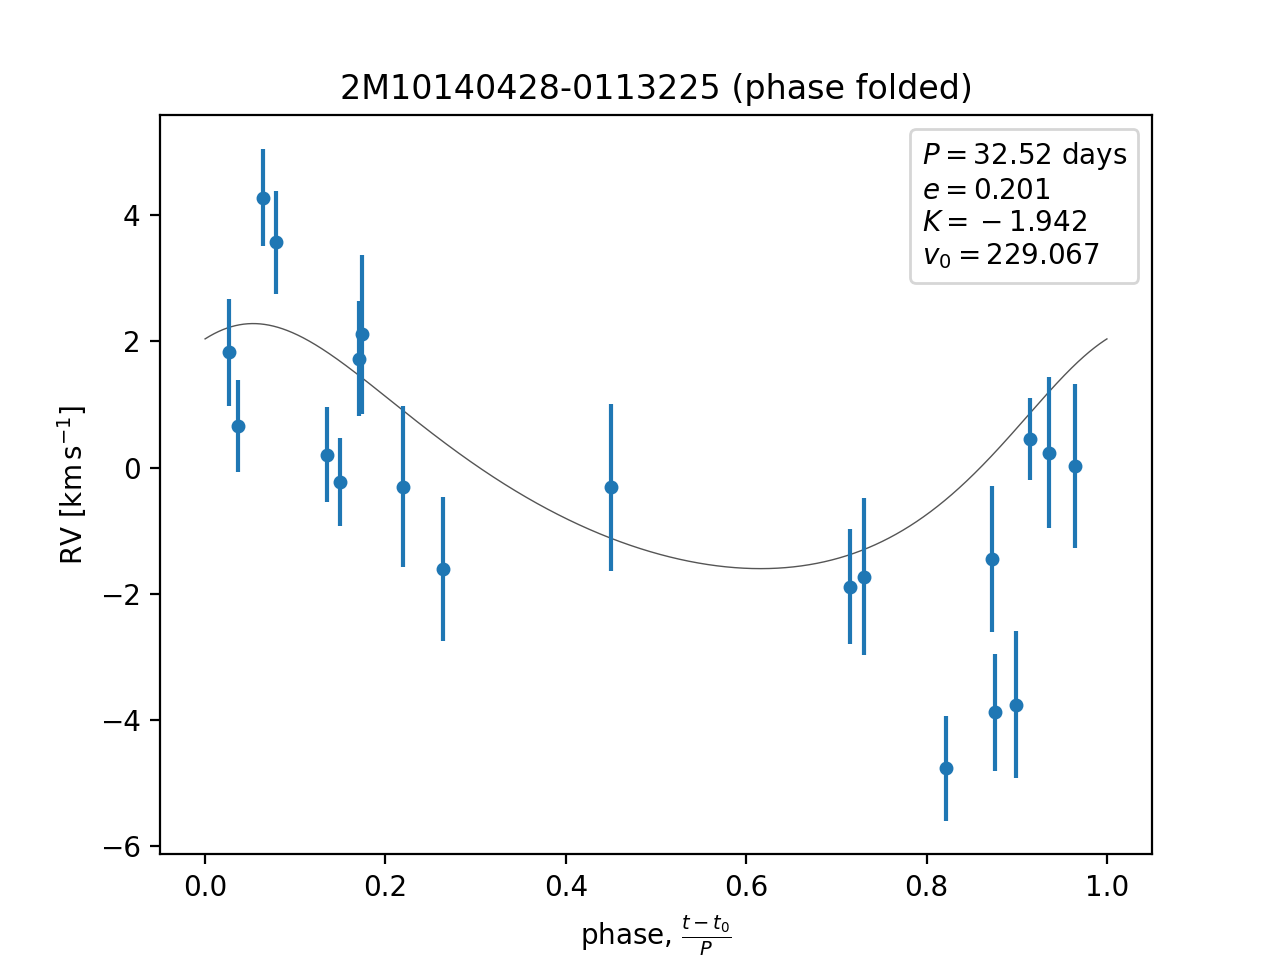 2M10140428-0113225 (phase folded)
P = 32.52 days
e = 0.201
K = −1.942
v₀ = 229.067
RV [km s⁻¹]
4
2
0
−2
−4
−6
0.0 0.2 0.4 0.6 0.8 1.0
phase, (t − t₀)/P